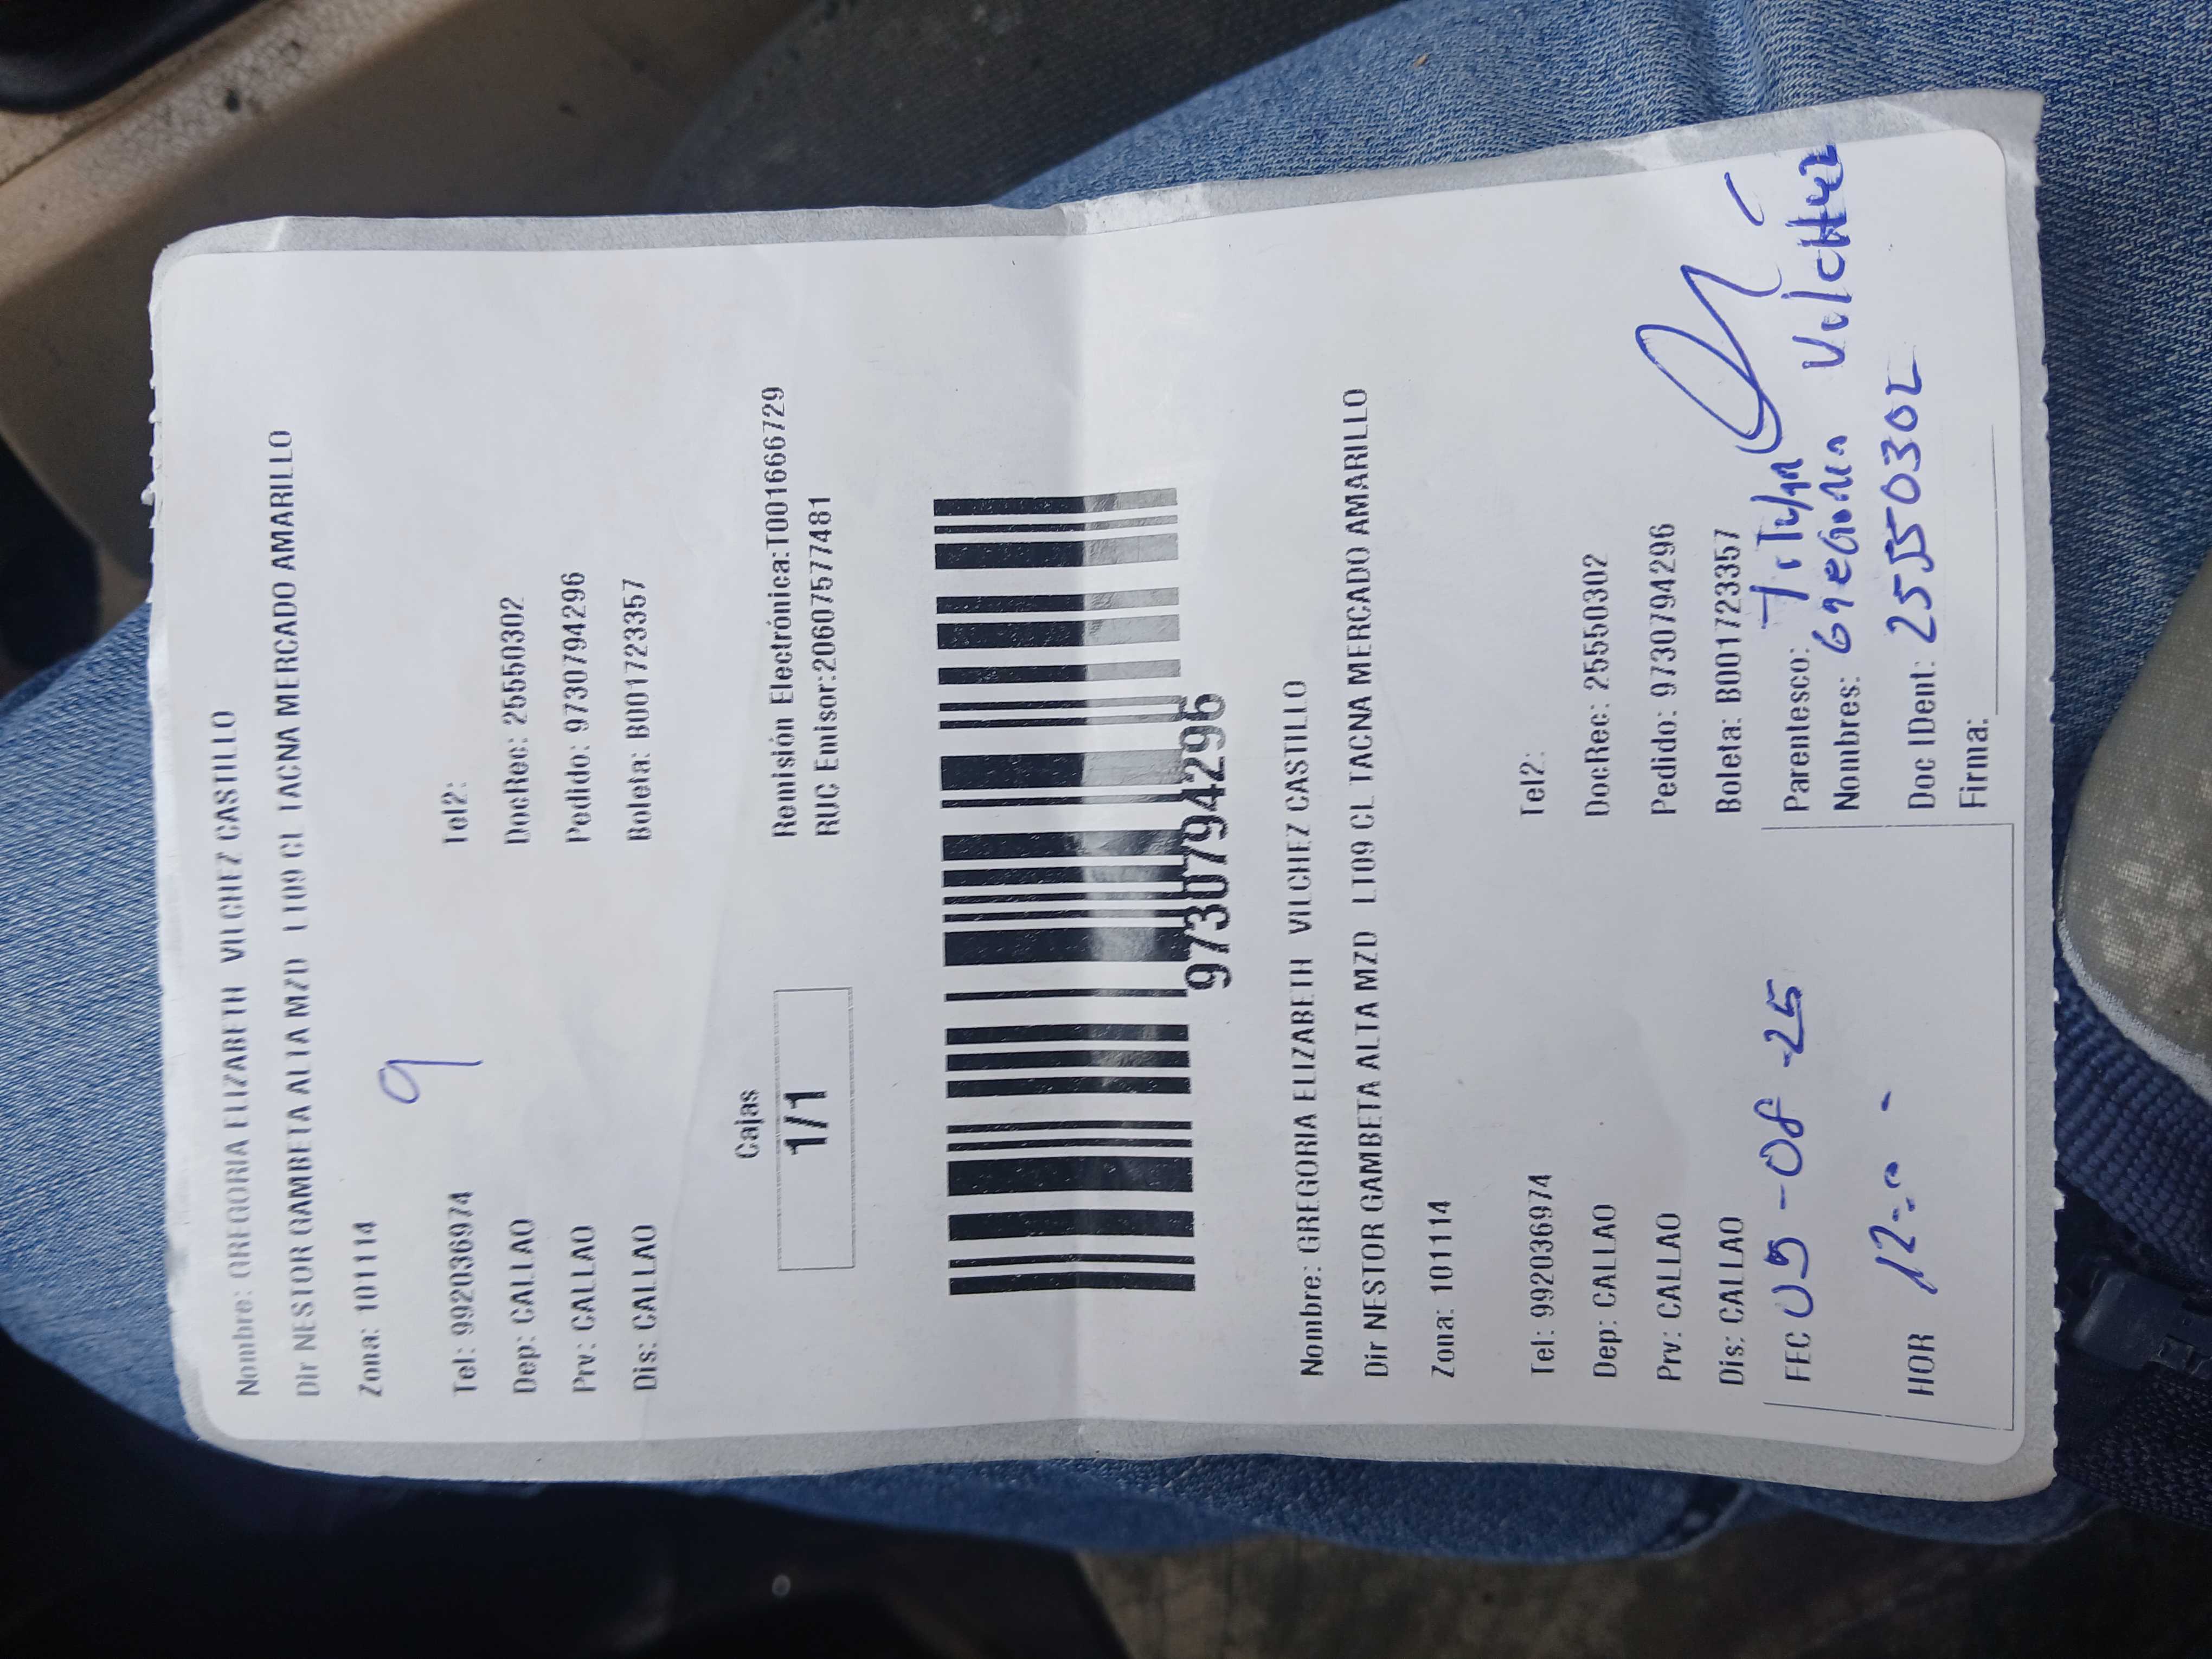 Nombre: GREGORIA ELIZABETH VILCHEZ CASTILLO
Dir NESTOR GAMBETA ALTA MZD LT09 CL TACNA MERCADO AMARILLO
Zona: 101114
9
Tel: 992036974 Tel2:
Dep: CALLAO DocRec: 25550302
Prv: CALLAO Pedido: 9730794296
Dis: CALLAO Boleta: B001723357
Cajas
1/1
Remisión Electrónica:T001666729
RUC Emisor:20607577481
9730794296
Nombre: GREGORIA ELIZABETH VILCHEZ CASTILLO
Dir NESTOR GAMBETA ALTA MZD LT09 CL TACNA MERCADO AMARILLO
Zona: 101114
Tel: 992036974 Tel2:
Dep: CALLAO DocRec: 25550302
Prv: CALLAO Pedido: 9730794296
Dis: CALLAO Boleta: B001723357
FEC 05-08-25
HOR 12:00
Parentesco:
Nombres: Gregoria Vilchez
Doc IDent: 25550302
Firma: